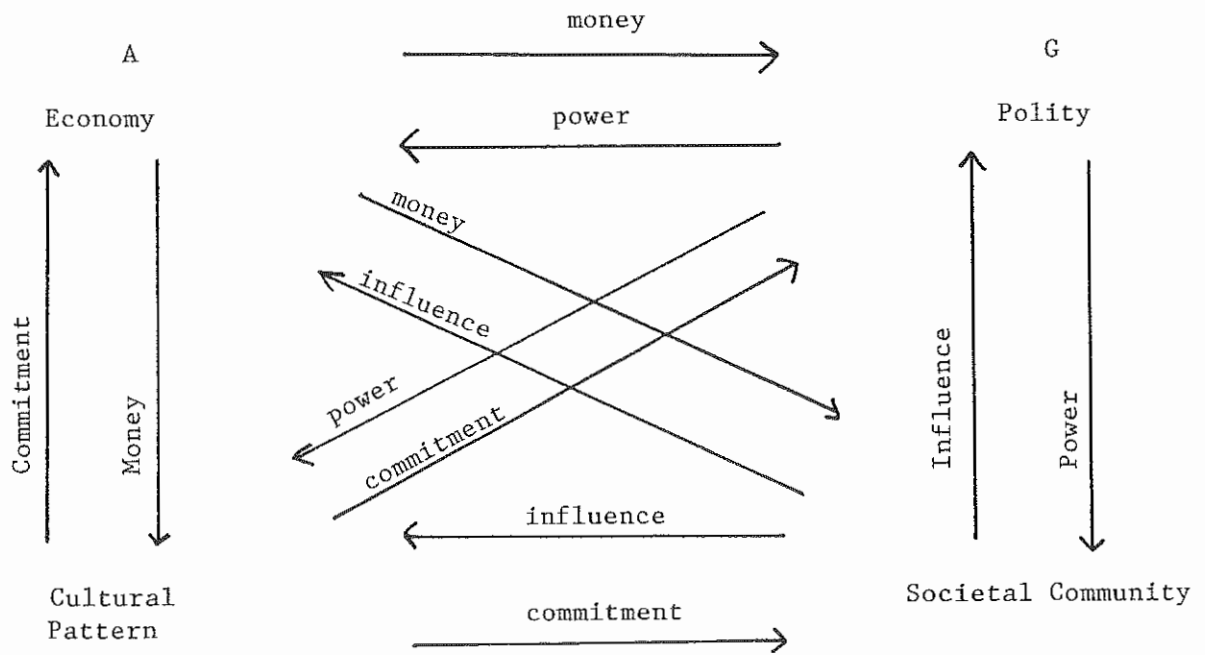 money
A
G
Economy
Polity
power
money
influence
power
commitment
Commitment
Money
Influence
Power
influence
Cultural
Pattern
Societal Community
commitment